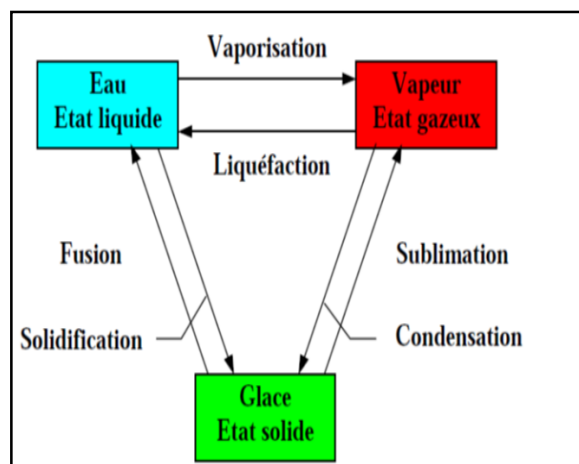 Vaporisation
Eau
Etat liquide
Vapeur
Etat gazeux
Liquéfaction
Fusion
Sublimation
Solidification
Condensation
Glace
Etat solide